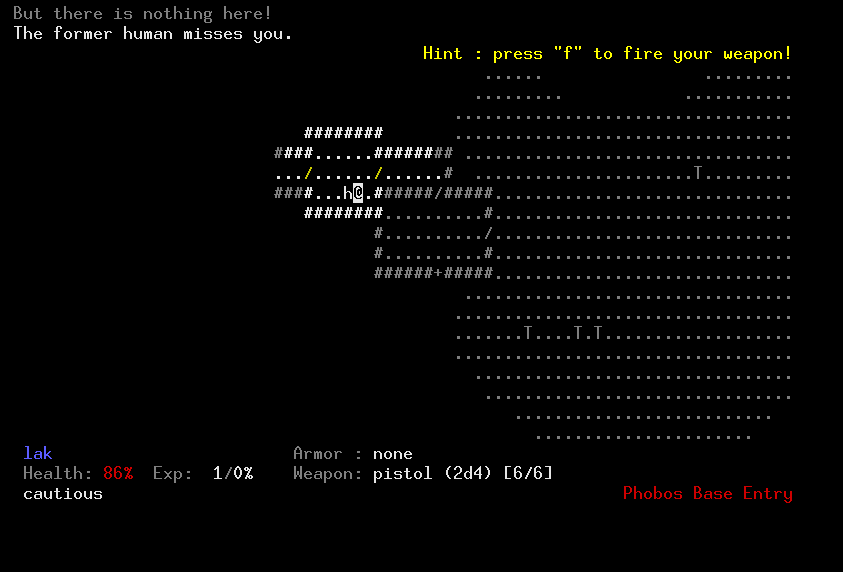 But there is nothing here!
The former human misses you.
Hint : press "f" to fire your weapon!
lak
Armor : none
Health: 86% Exp: 1/0%
Weapon: pistol (2d4) [6/6]
cautious
Phobos Base Entry